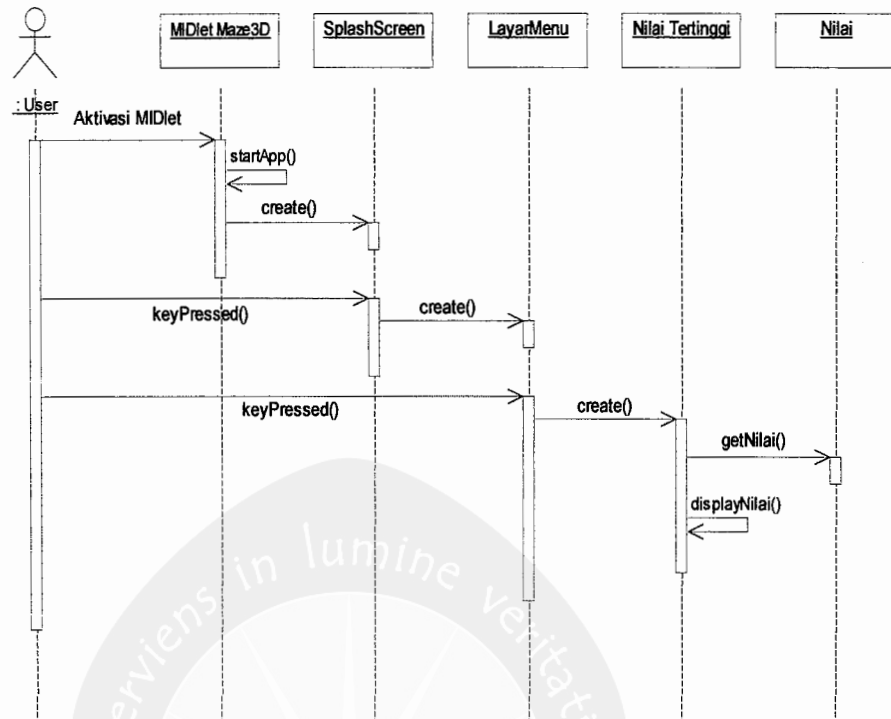 MIDlet Maze3D
SplashScreen
LayarMenu
Nilai Tertinggi
Nilai
: User
Aktivasi MIDlet
startApp()
create()
keyPressed()
create()
keyPressed()
create()
getNilai()
displayNilai()
serviens in lumine veritatis